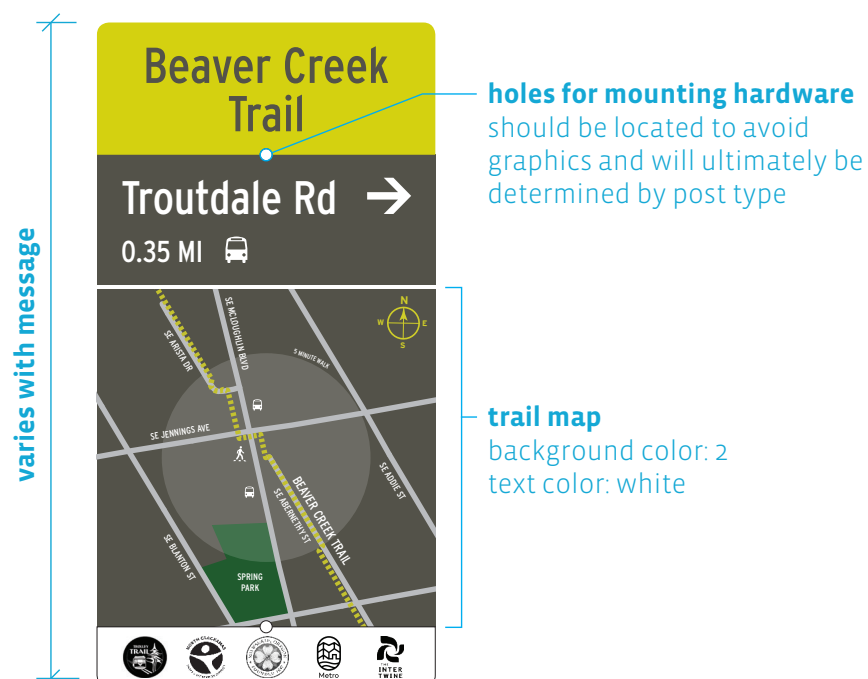 Beaver Creek
Trail
holes for mounting hardware
should be located to avoid
graphics and will ultimately be
determined by post type
Troutdale Rd
0.35 MI
varies with message
N
W
E
S
SE MCLOUGHLIN BLVD
SE ARISTA DR
5 MINUTE WALK
SE JENNINGS AVE
trail map
background color: 2
text color: white
SE ADDIE ST
BEAVER CREEK TRAIL
SE ABERNETHY ST
SE BLANTON ST
SPRING
PARK
TROLLEY
TRAIL
NORTH CLACKAMAS
Metro
THE
INTER
TWINE